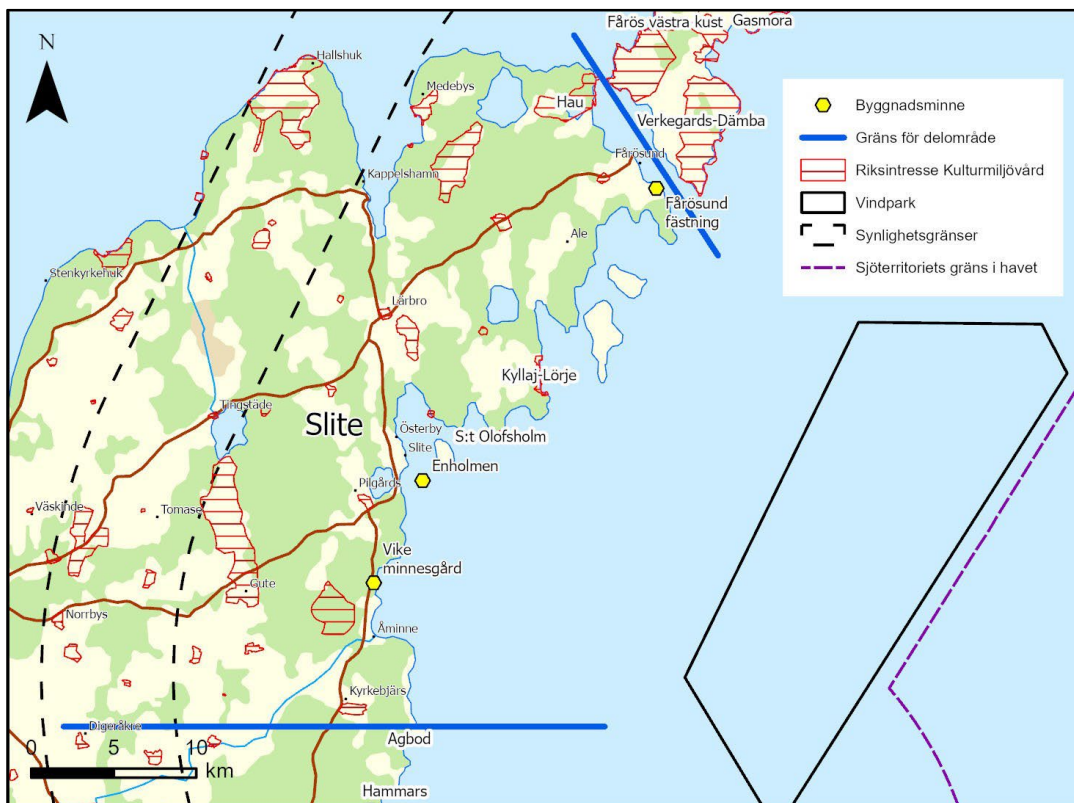 Fårös västra kust
Gasmora
N
Hallshuk
Medebys
Hau
Verkegards-Dämba
Byggnadsminne
Gräns för delområde
Riksintresse Kulturmiljövård
Vindpark
Synlighetsgränser
Sjöterritoriets gräns i havet
Fårösund
Kappelshamn
Fårösund
fästning
Ale
Stenkyrkehuk
Lärbro
Kyllaj-Lörje
Tingstäde
Slite
Österby
S:t Olofsholm
Slite
Enholmen
Pilgårds
Väskinde
Tomase
Vike
minnesgård
Gute
Norrbys
Åminne
Kyrkebjärs
Digeråkre
Agbod
0 5 10
km
Hammars